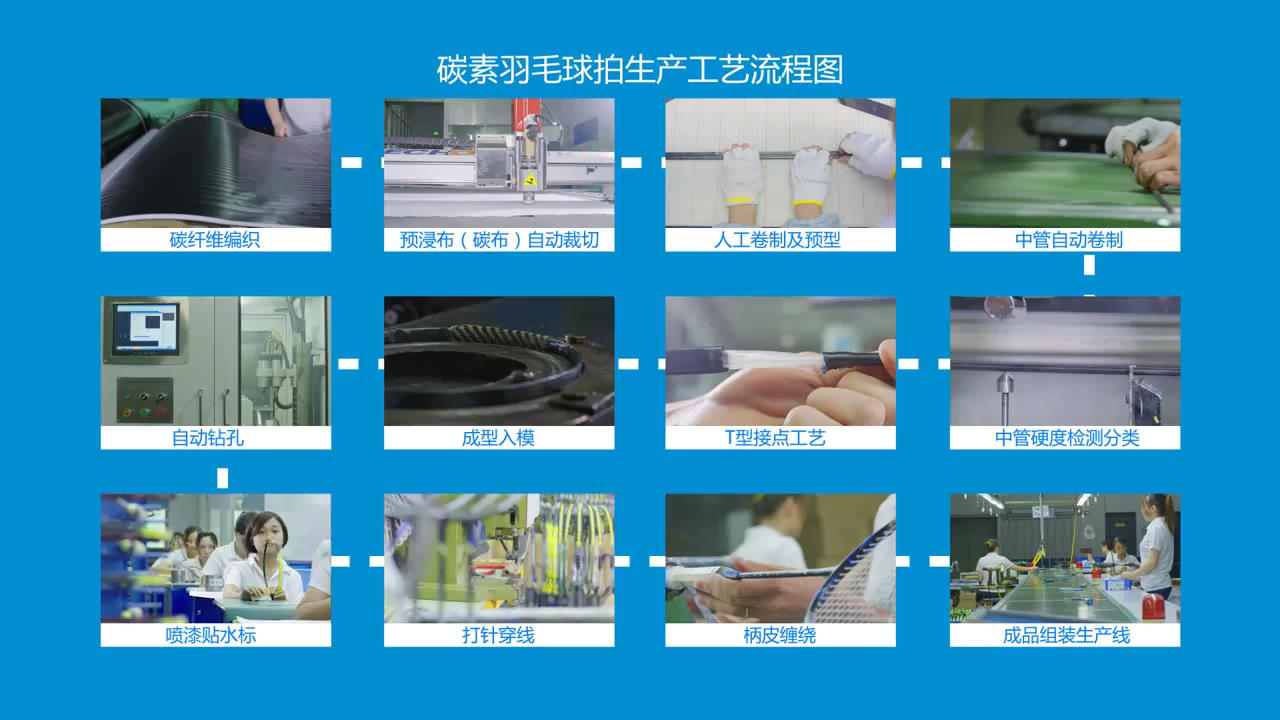 碳素羽毛球拍生产工艺流程图
碳纤维编织
预浸布（碳布）自动裁切
人工卷制及预型
中管自动卷制
自动钻孔
成型入模
T型接点工艺
中管硬度检测分类
喷漆贴水标
打针穿线
柄皮缠绕
成品组装生产线